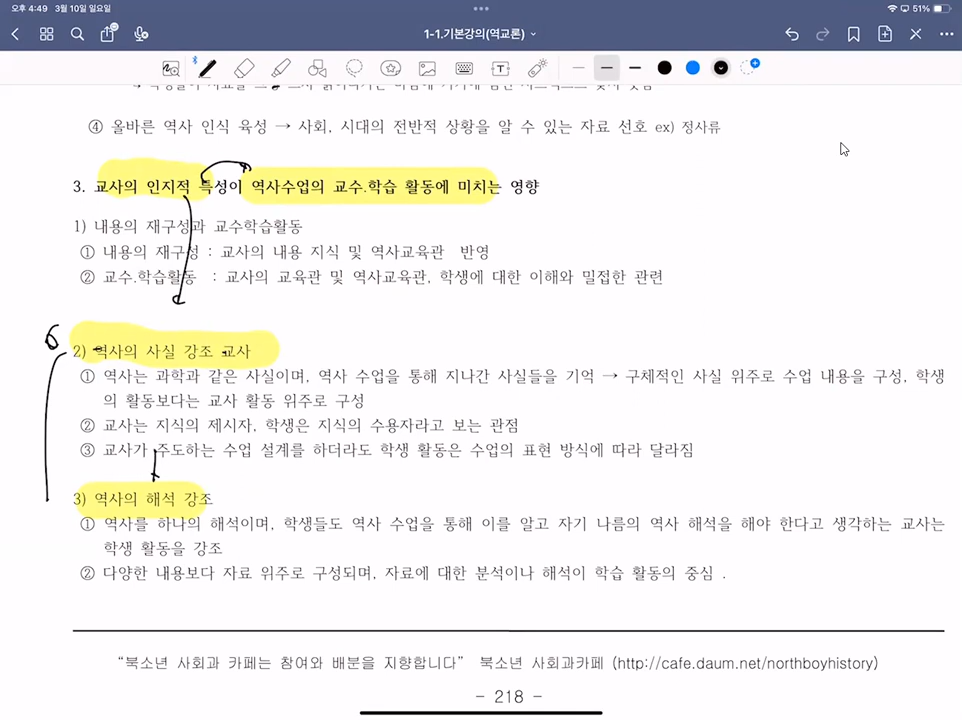 오후 4:49 3월 10일 일요일
51%
1-1.기본강의(역교론)
④ 올바른 역사 인식 육성 → 사회, 시대의 전반적 상황을 알 수 있는 자료 선호 ex) 정사류
3. 교사의 인지적 특성이 역사수업의 교수.학습 활동에 미치는 영향
1) 내용의 재구성과 교수학습활동
① 내용의 재구성 : 교사의 내용 지식 및 역사교육관 반영
② 교수.학습활동 : 교사의 교육관 및 역사교육관, 학생에 대한 이해와 밀접한 관련
2) 역사의 사실 강조 교사
① 역사는 과학과 같은 사실이며, 역사 수업을 통해 지나간 사실들을 기억 → 구체적인 사실 위주로 수업 내용을 구성, 학생
의 활동보다는 교사 활동 위주로 구성
② 교사는 지식의 제시자, 학생은 지식의 수용자라고 보는 관점
③ 교사가 주도하는 수업 설계를 하더라도 학생 활동은 수업의 표현 방식에 따라 달라짐
3) 역사의 해석 강조
① 역사를 하나의 해석이며, 학생들도 역사 수업을 통해 이를 알고 자기 나름의 역사 해석을 해야 한다고 생각하는 교사는
학생 활동을 강조
② 다양한 내용보다 자료 위주로 구성되며, 자료에 대한 분석이나 해석이 학습 활동의 중심 .
“북소년 사회과 카페는 참여와 배분을 지향합니다” 북소년 사회과카페 (http://cafe.daum.net/northboyhistory)
- 218 -